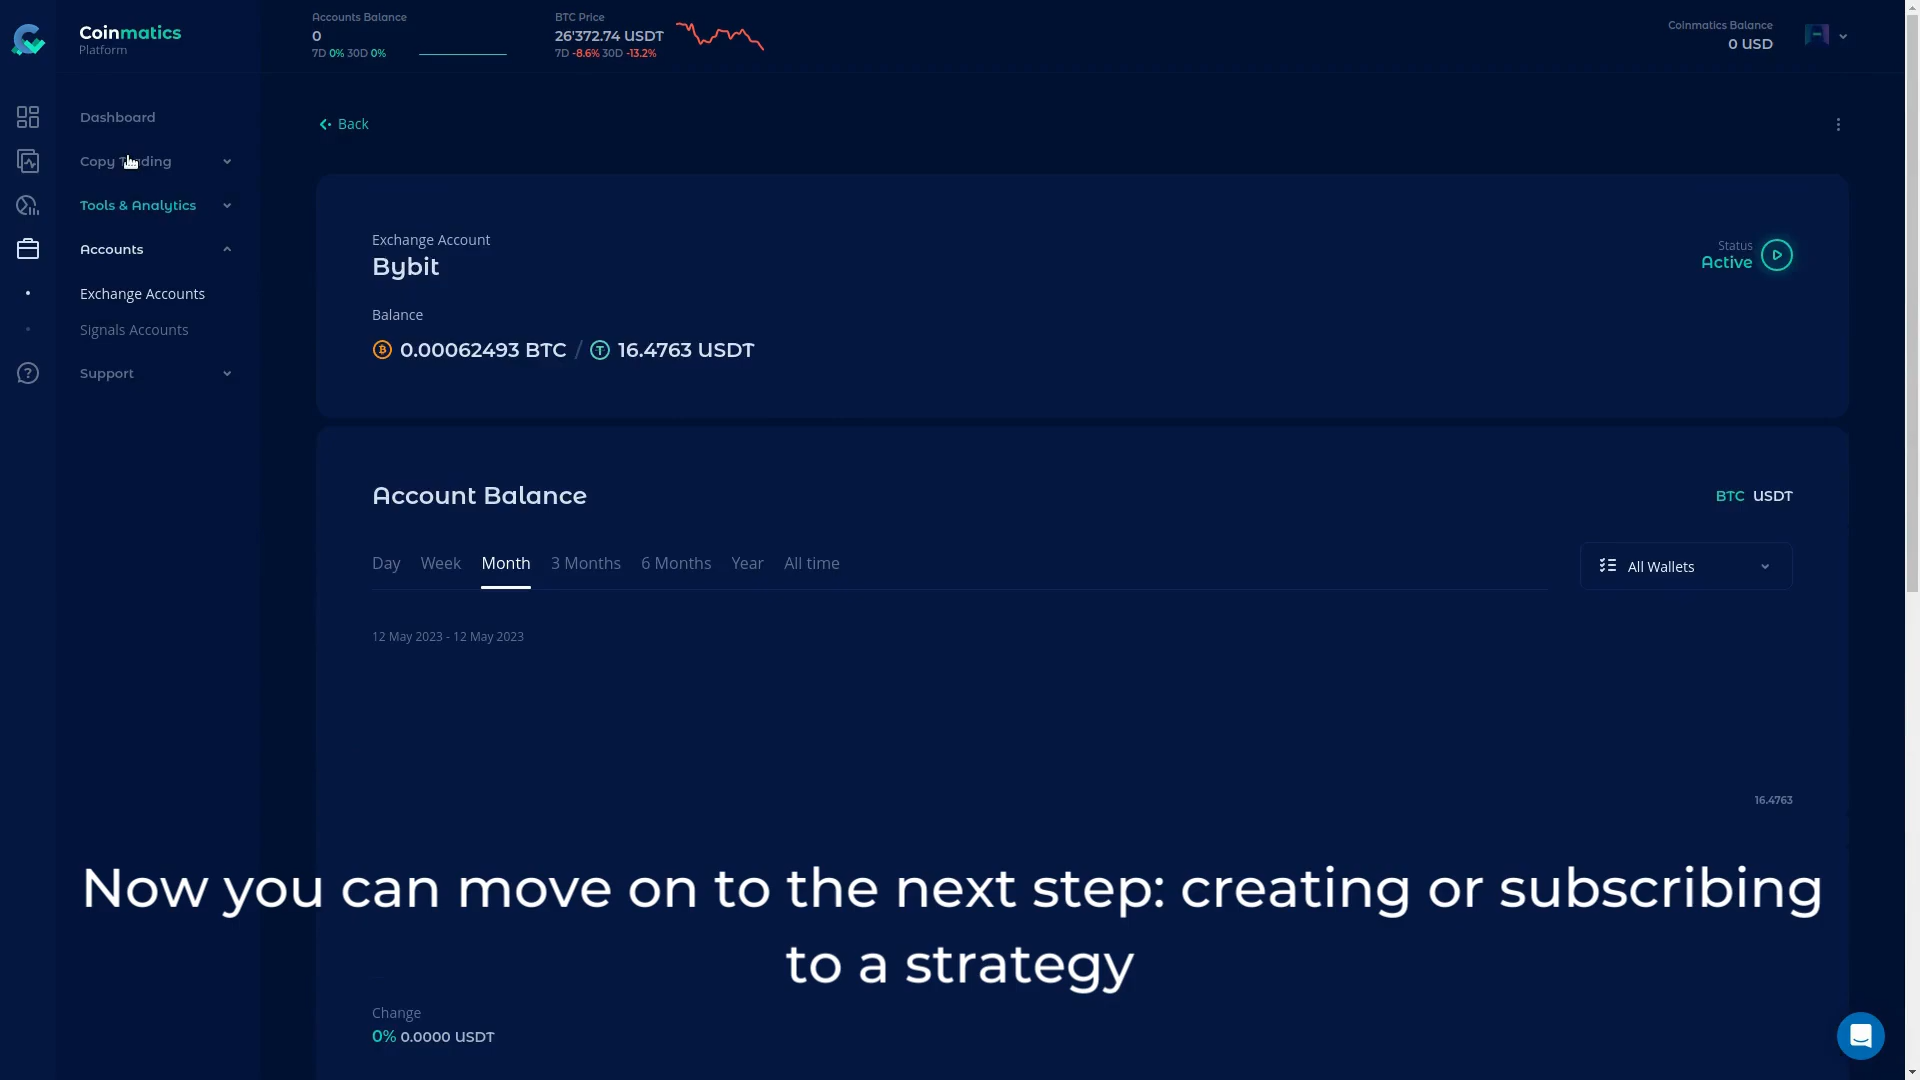 Coinmatics
Platform
Accounts Balance
0
7D 0% 30D 0%
BTC Price
26'372.74 USDT
7D -8.6% 30D -13.2%
Coinmatics Balance
0 USD
Dashboard
Copy Trading
Tools & Analytics
Accounts
Exchange Accounts
Signals Accounts
Support
Back
Exchange Account
Bybit
Status
Active
Balance
0.00062493 BTC / 16.4763 USDT
Account Balance
BTC USDT
Day Week Month 3 Months 6 Months Year All time
All Wallets
12 May 2023 - 12 May 2023
16.4763
Now you can move on to the next step: creating or subscribing
to a strategy
Change
0% 0.0000 USDT